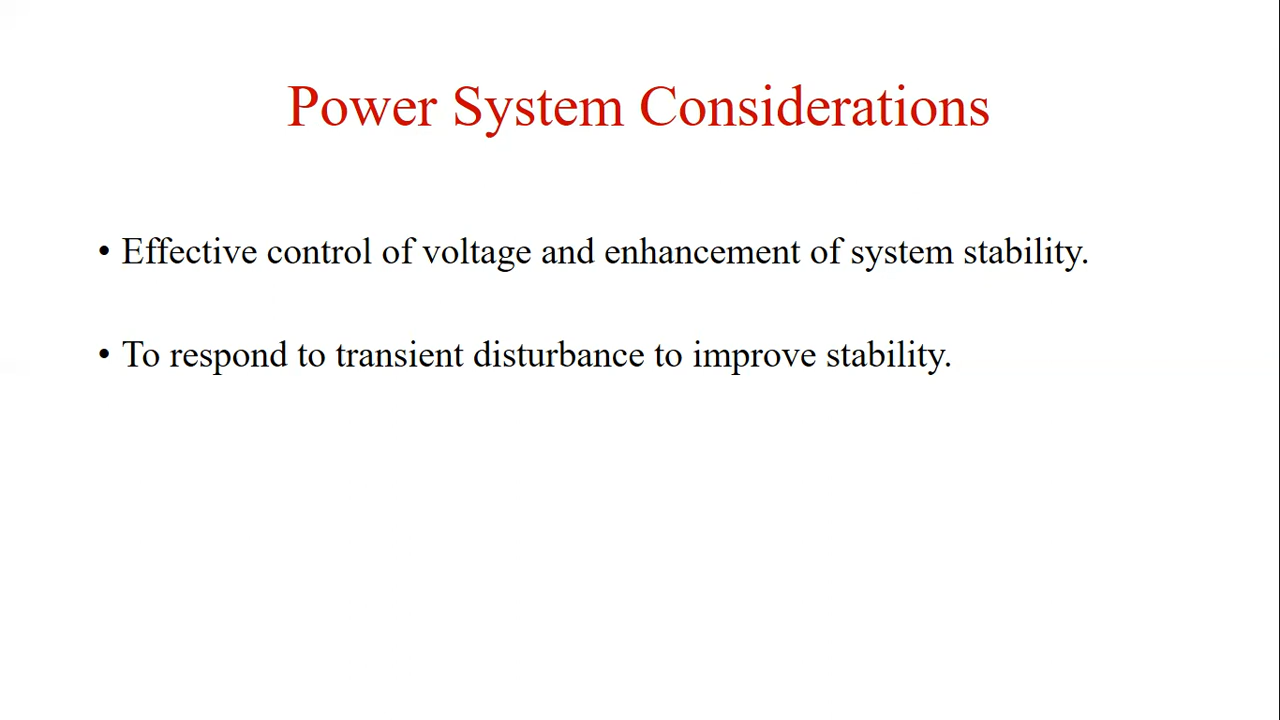 Power System Considerations
• Effective control of voltage and enhancement of system stability.
• To respond to transient disturbance to improve stability.